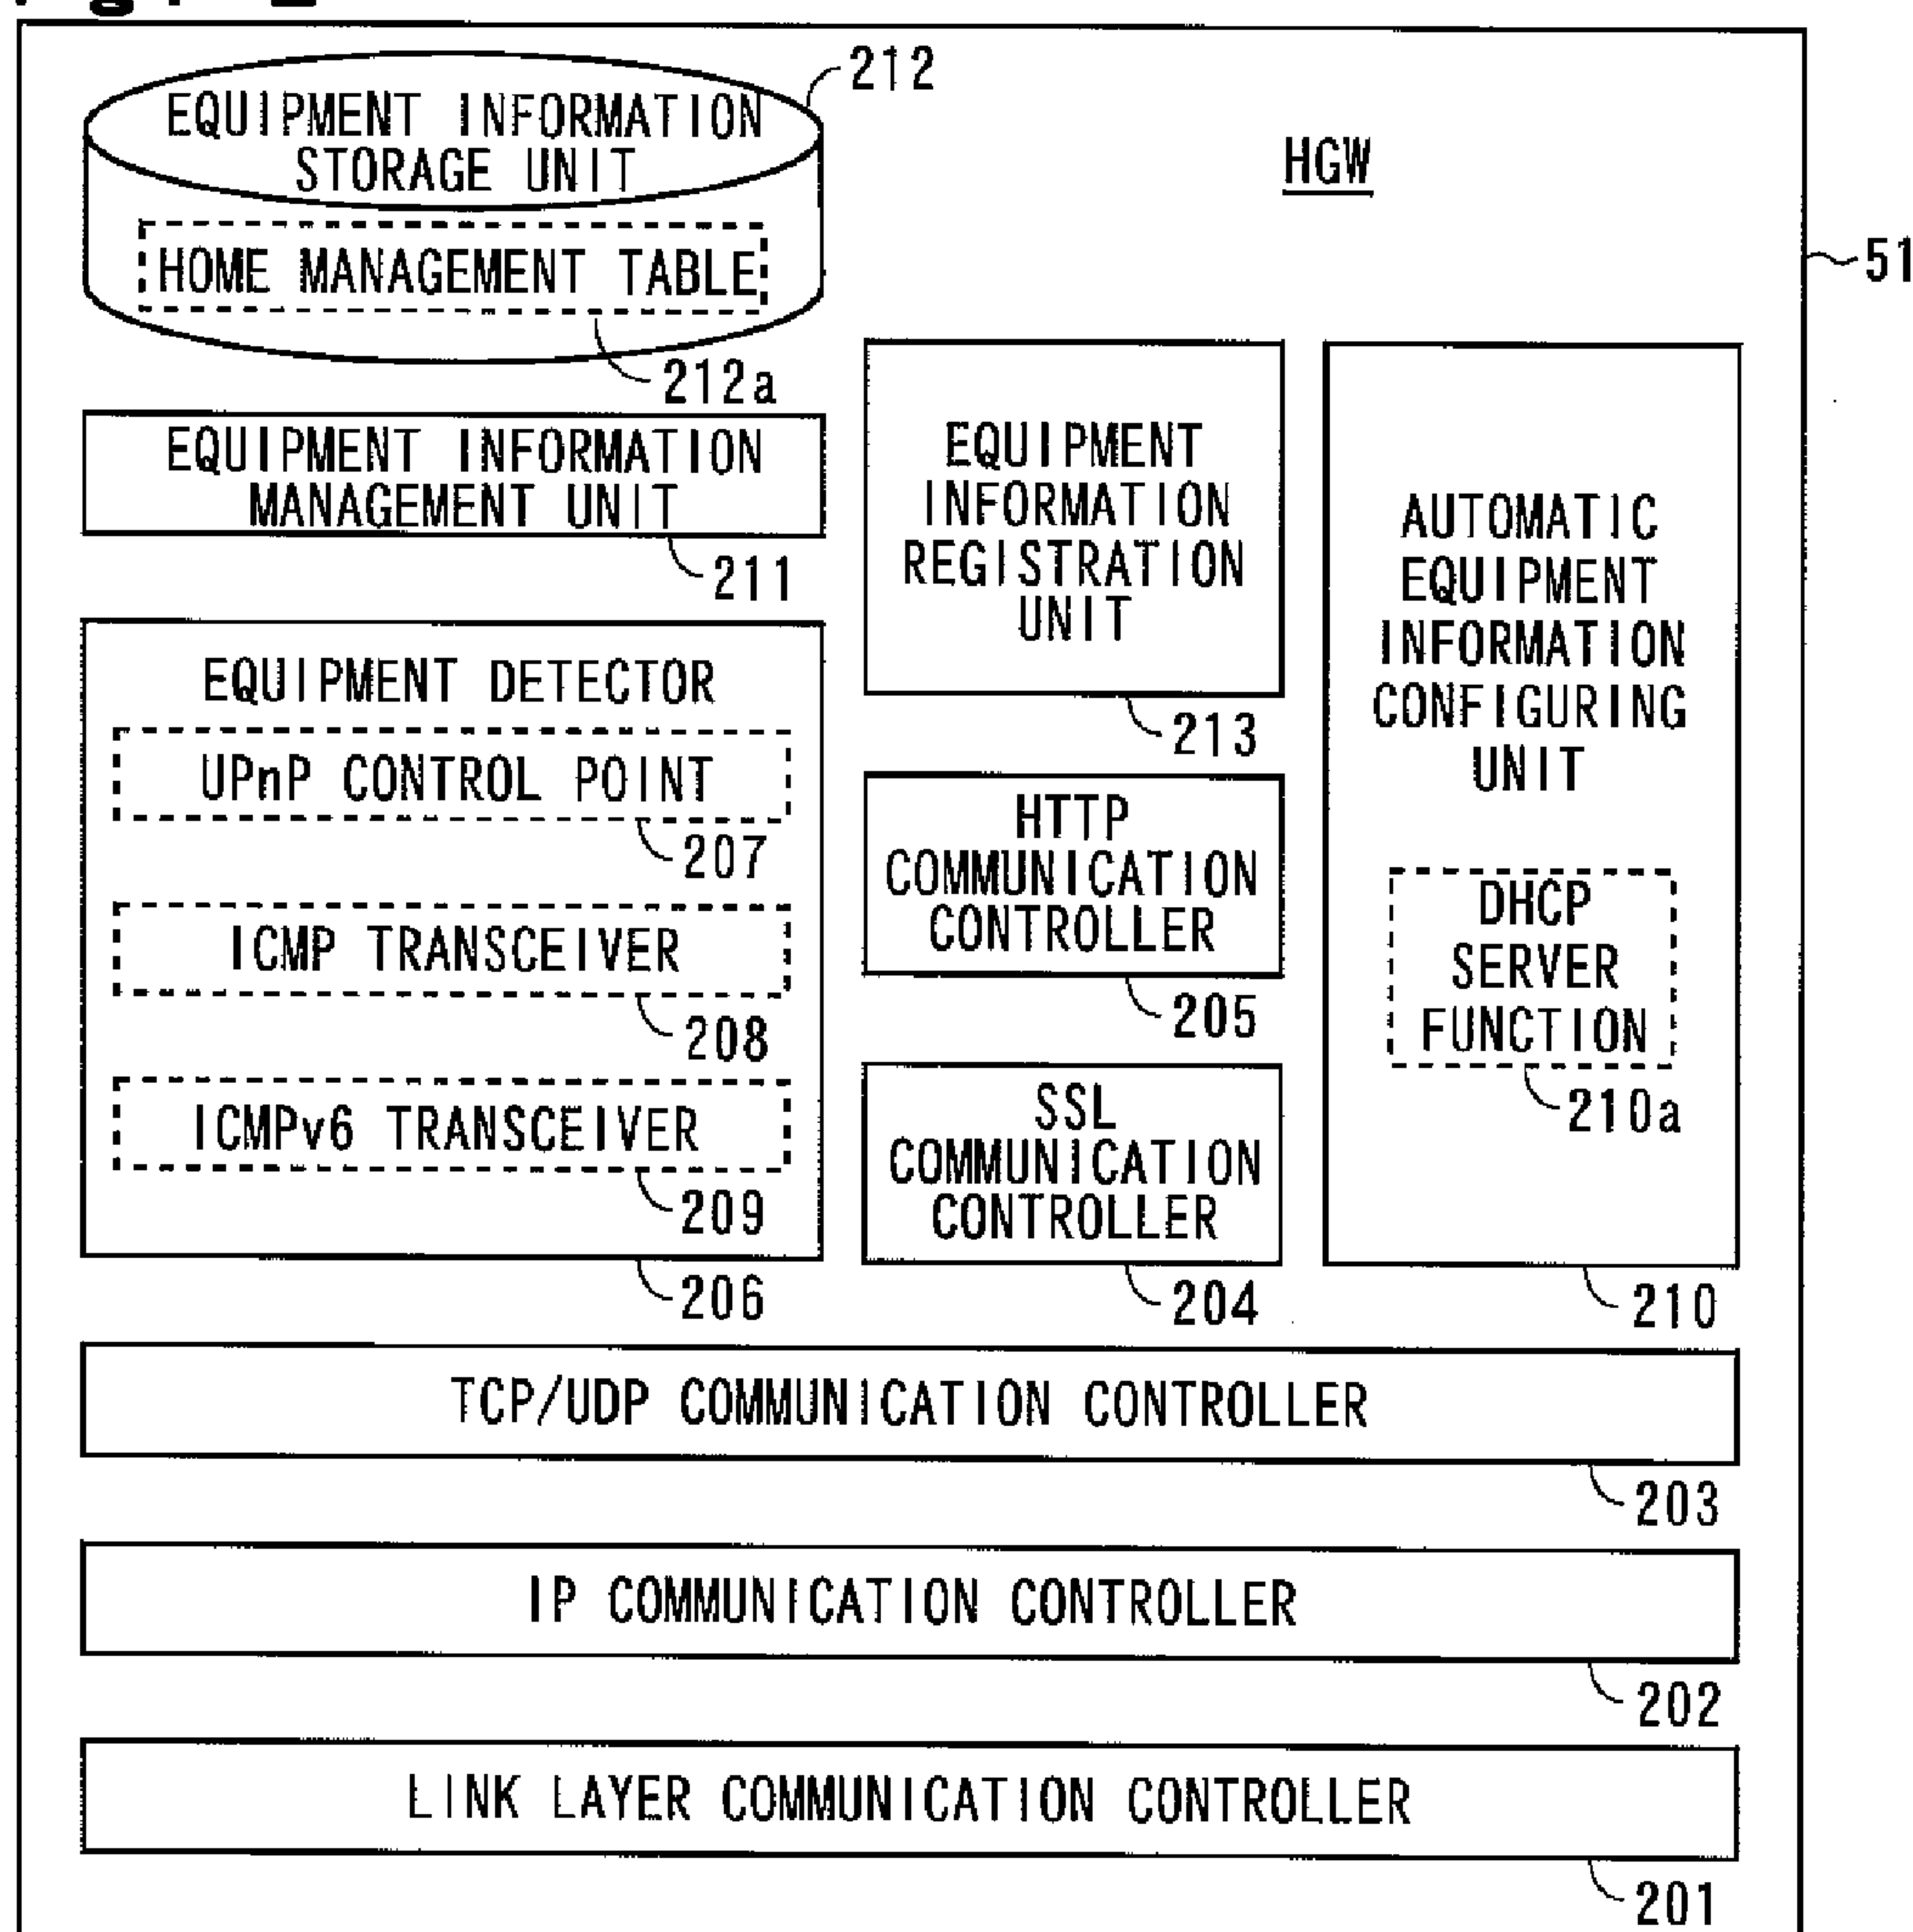 212
EQUIPMENT INFORMATION
STORAGE UNIT
HGW
HOME MANAGEMENT TABLE
51
212a
EQUIPMENT INFORMATION
MANAGEMENT UNIT
211
EQUIPMENT
INFORMATION
REGISTRATION
UNIT
213
AUTOMATIC
EQUIPMENT
INFORMATION
CONFIGURING
UNIT
EQUIPMENT DETECTOR
UPnP CONTROL POINT
207
ICMP TRANSCEIVER
208
ICMPv6 TRANSCEIVER
209
206
HTTP
COMMUNICATION
CONTROLLER
205
SSL
COMMUNICATION
CONTROLLER
204
DHCP
SERVER
FUNCTION
210a
210
TCP/UDP COMMUNICATION CONTROLLER
203
IP COMMUNICATION CONTROLLER
202
LINK LAYER COMMUNICATION CONTROLLER
201